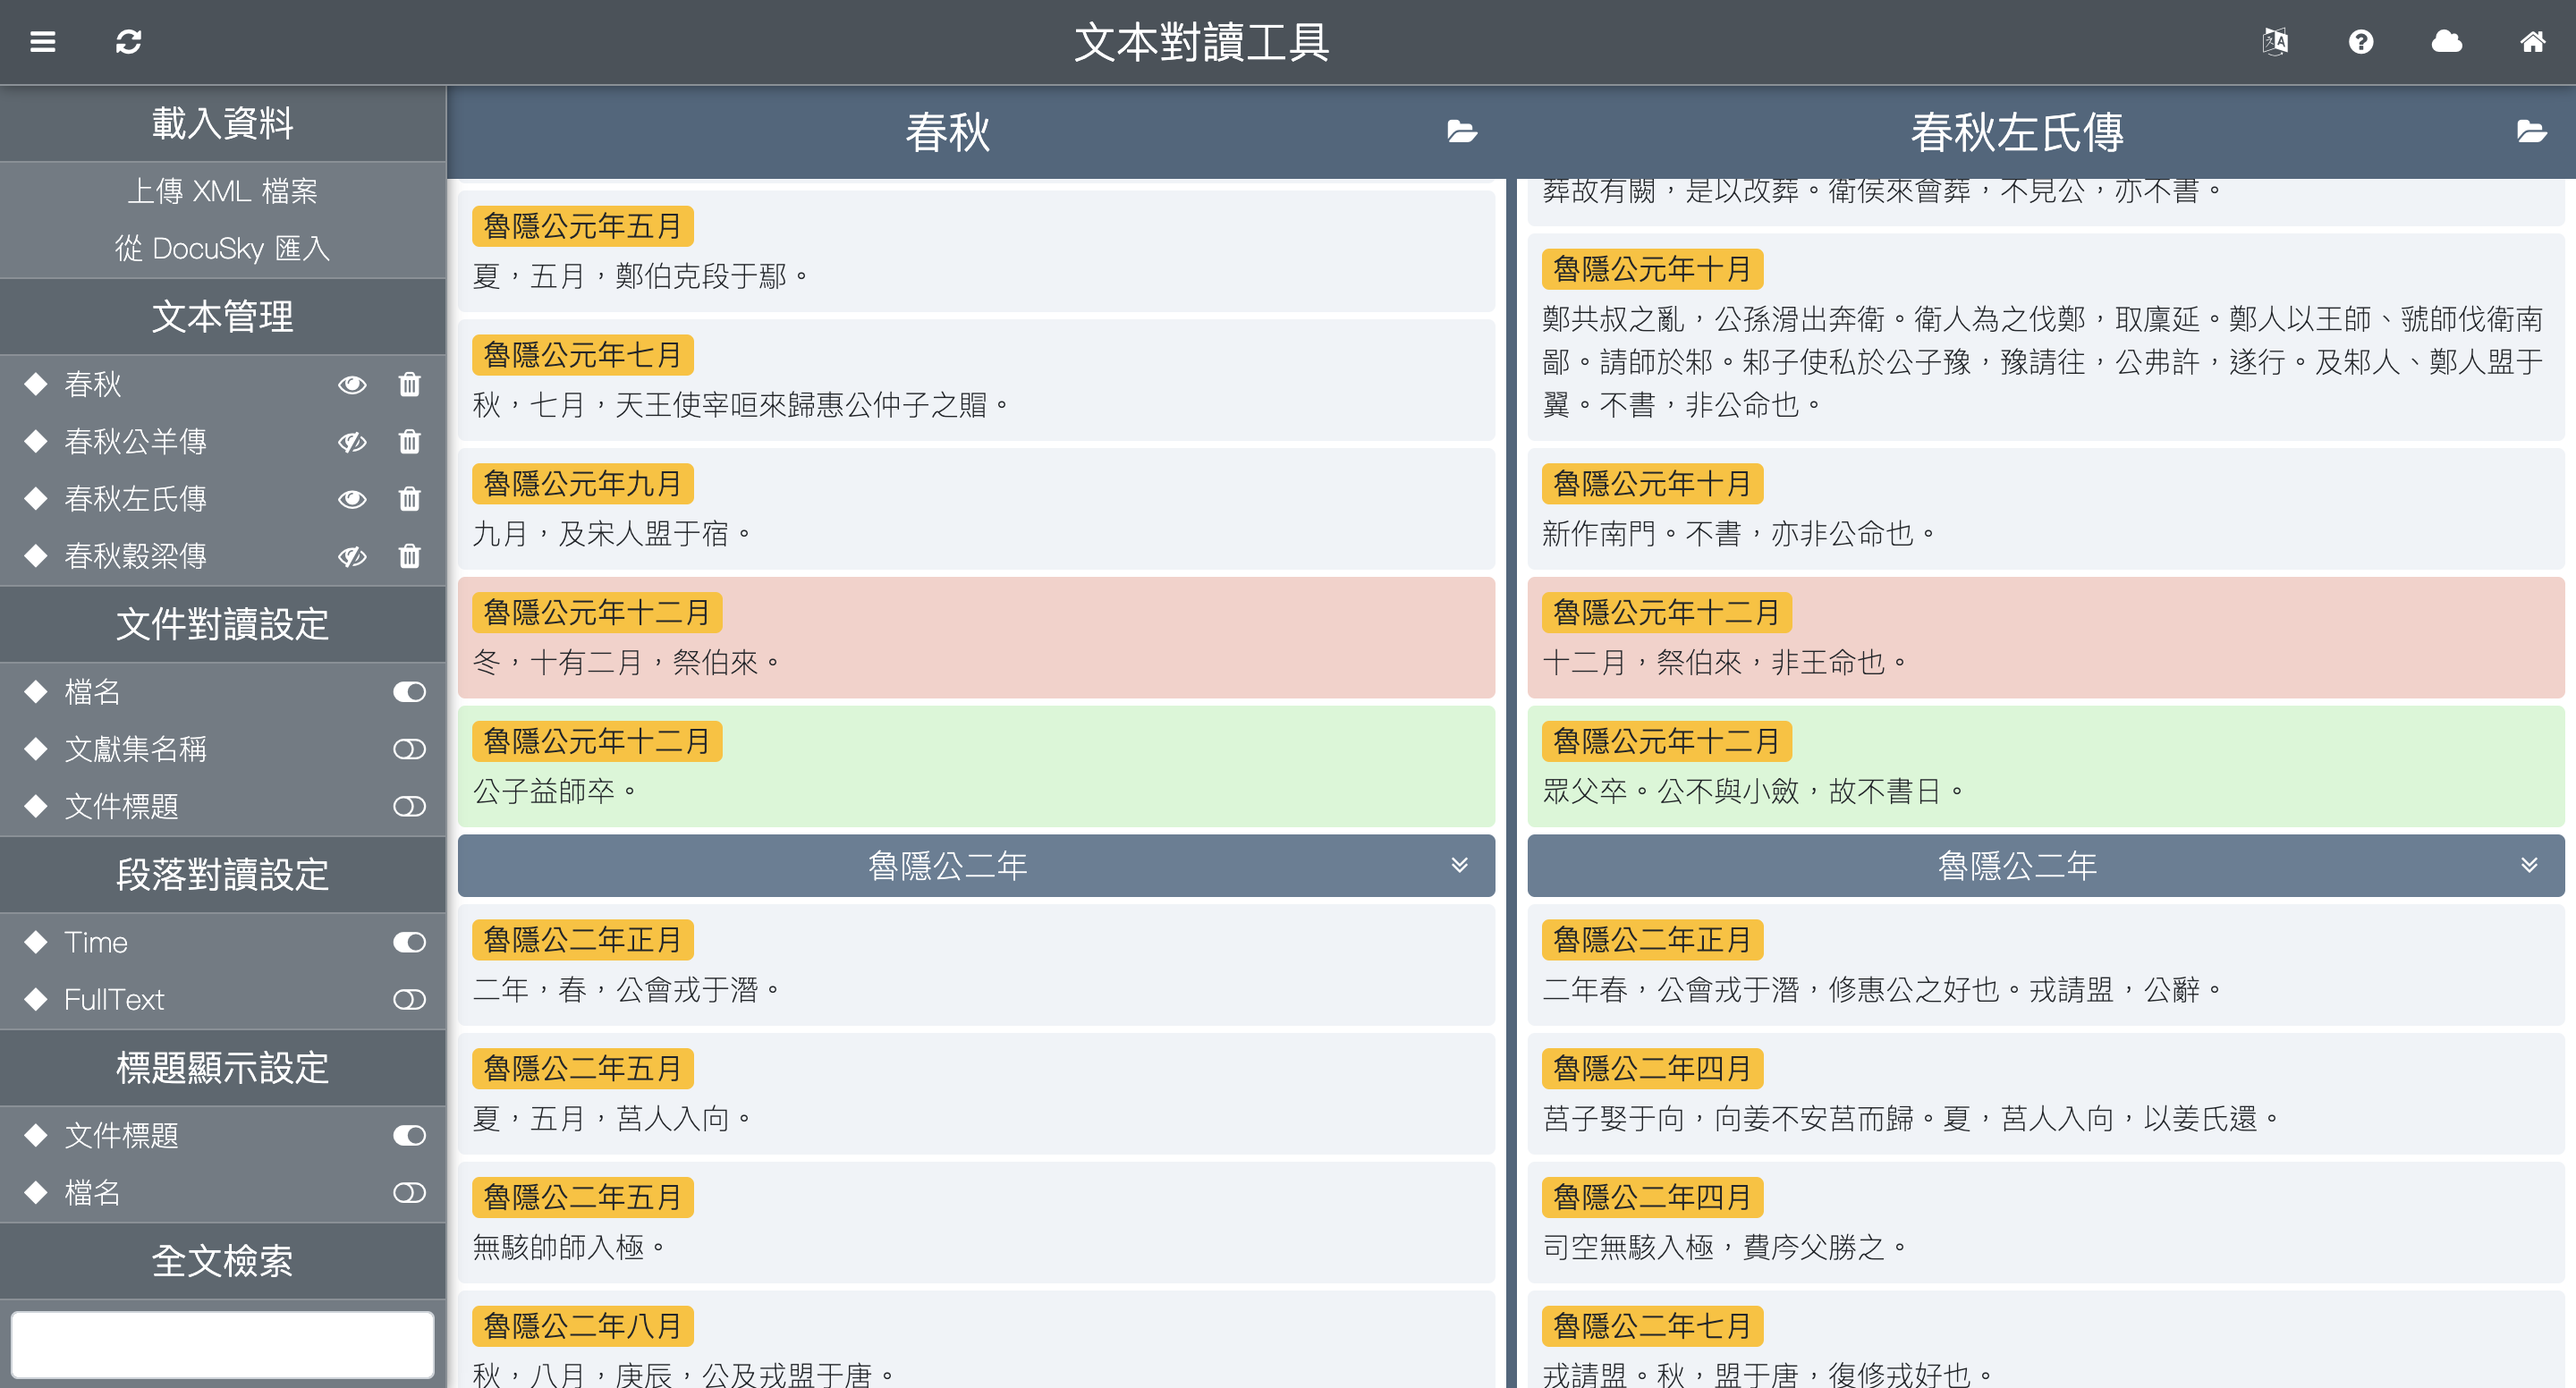 文本對讀工具
載入資料
上傳 XML 檔案
從 DocuSky 匯入
文本管理
春秋
春秋公羊傳
春秋左氏傳
春秋穀梁傳
文件對讀設定
檔名
文獻集名稱
文件標題
段落對讀設定
Time
FullText
標題顯示設定
文件標題
檔名
全文檢索
春秋
魯隱公元年五月
夏，五月，鄭伯克段于鄢。
魯隱公元年七月
秋，七月，天王使宰咺來歸惠公仲子之賵。
魯隱公元年九月
九月，及宋人盟于宿。
魯隱公元年十二月
冬，十有二月，祭伯來。
魯隱公元年十二月
公子益師卒。
魯隱公二年
魯隱公二年正月
二年，春，公會戎于潛。
魯隱公二年五月
夏，五月，莒人入向。
魯隱公二年五月
無駭帥師入極。
魯隱公二年八月
秋，八月，庚辰，公及戎盟于唐。
春秋左氏傳
葬故有闕，是以改葬。衛侯來會葬，不見公，亦不書。
魯隱公元年十月
鄭共叔之亂，公孫滑出奔衛。衛人為之伐鄭，取廩延。鄭人以王師、虢師伐衛南
鄙。請師於邾。邾子使私於公子豫，豫請往，公弗許，遂行。及邾人、鄭人盟于
翼。不書，非公命也。
魯隱公元年十月
新作南門。不書，亦非公命也。
魯隱公元年十二月
十二月，祭伯來，非王命也。
魯隱公元年十二月
眾父卒。公不與小斂，故不書日。
魯隱公二年
魯隱公二年正月
二年春，公會戎于潛，修惠公之好也。戎請盟，公辭。
魯隱公二年四月
莒子娶于向，向姜不安莒而歸。夏，莒人入向，以姜氏還。
魯隱公二年四月
司空無駭入極，費庈父勝之。
魯隱公二年七月
戎請盟。秋，盟于唐，復修戎好也。